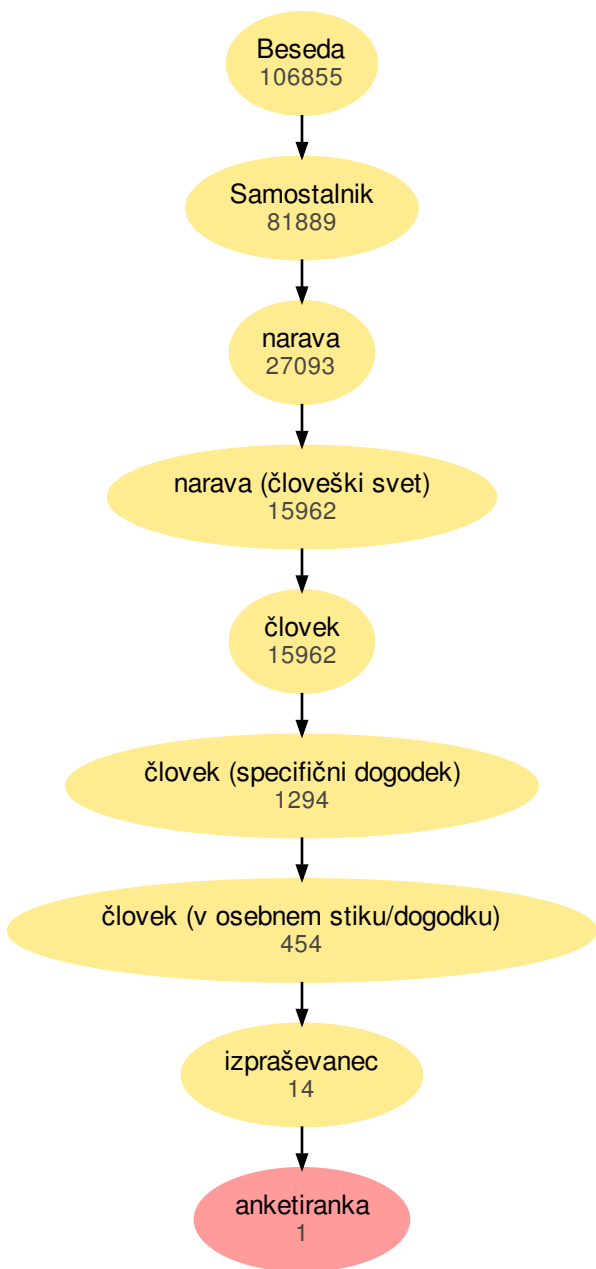 Beseda
106855
Samostalnik
81889
narava
27093
narava (človeški svet)
15962
človek
15962
človek (specifični dogodek)
1294
človek (v osebnem stiku/dogodku)
454
izpraševanec
14
anketiranka
1